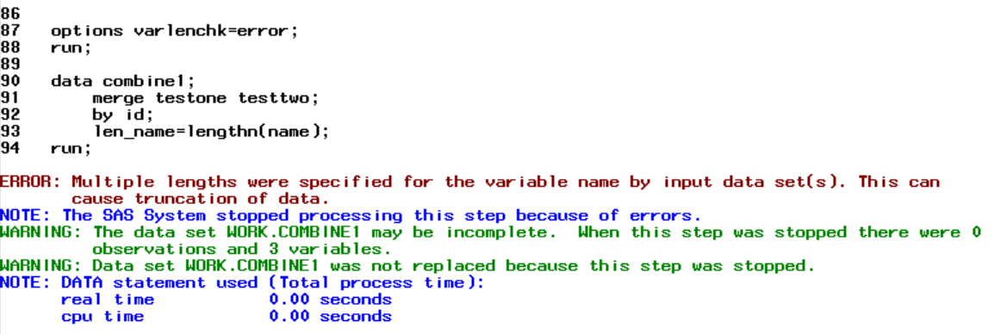 86
87    options varlenchk=error;
88    run;
89
90    data combine1;
91        merge testone testtwo;
92        by id;
93        len_name=lengthn(name);
94    run;
ERROR: Multiple lengths were specified for the variable name by input data set(s). This can
       cause truncation of data.
NOTE: The SAS System stopped processing this step because of errors.
WARNING: The data set WORK.COMBINE1 may be incomplete.  When this step was stopped there were 0
         observations and 3 variables.
WARNING: Data set WORK.COMBINE1 was not replaced because this step was stopped.
NOTE: DATA statement used (Total process time):
      real time           0.00 seconds
      cpu time            0.00 seconds